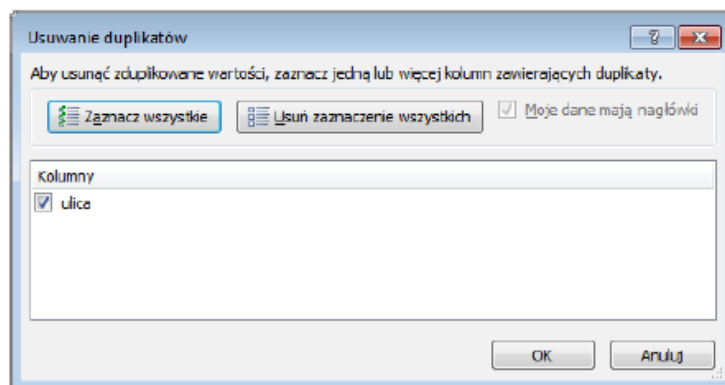 Usuwanie duplikatów
Aby usunąć zduplikowane wartości, zaznacz jedną lub więcej kolumn zawierających duplikaty.
Zaznacz wszystkie
Usuń zaznaczenie wszystkich
Moje dane mają nagłówki
Kolumny
ulica
OK
Anuluj